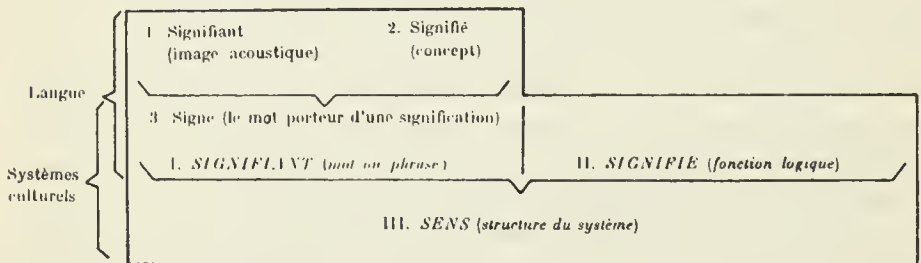 1 Signifiant 2. Signifié
(image acoustique) (concept)
Langue
3 Signe (le mot porteur d'une signification)
I. SIGNIFIANT (mot ou phrase) II. SIGNIFIE (fonction logique)
Systèmes
culturels
III. SENS (structure du système)